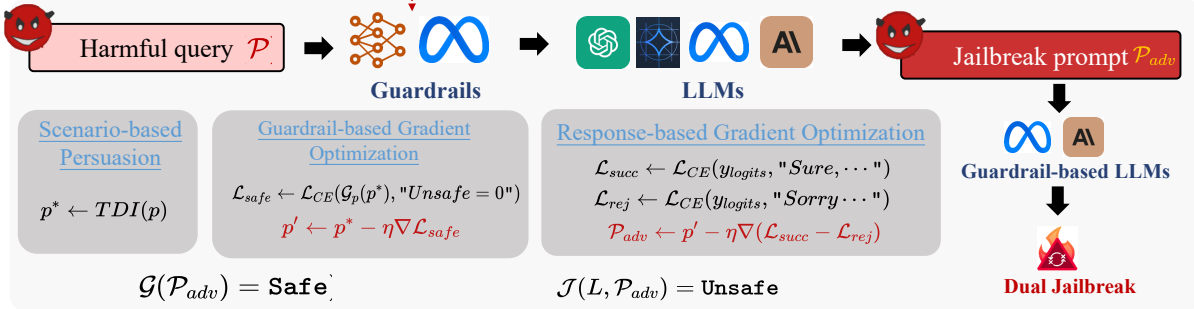 Harmful query 𝒫
Guardrails
LLMs
Jailbreak prompt 𝒫_adv
Scenario-based
Persuasion
p* ← TDI(p)
Guardrail-based Gradient
Optimization
ℒ_safe ← ℒ_CE(𝒢_p(p*), "Unsafe = 0")
p′ ← p* − η∇ℒ_safe
Response-based Gradient Optimization
ℒ_succ ← ℒ_CE(y_logits, "Sure, ⋯ ")
ℒ_rej ← ℒ_CE(y_logits, "Sorry ⋯ ")
𝒫_adv ← p′ − η∇(ℒ_succ − ℒ_rej)
Guardrail-based LLMs
Dual Jailbreak
𝒢(𝒫_adv) = Safe
𝒥(L, 𝒫_adv) = Unsafe